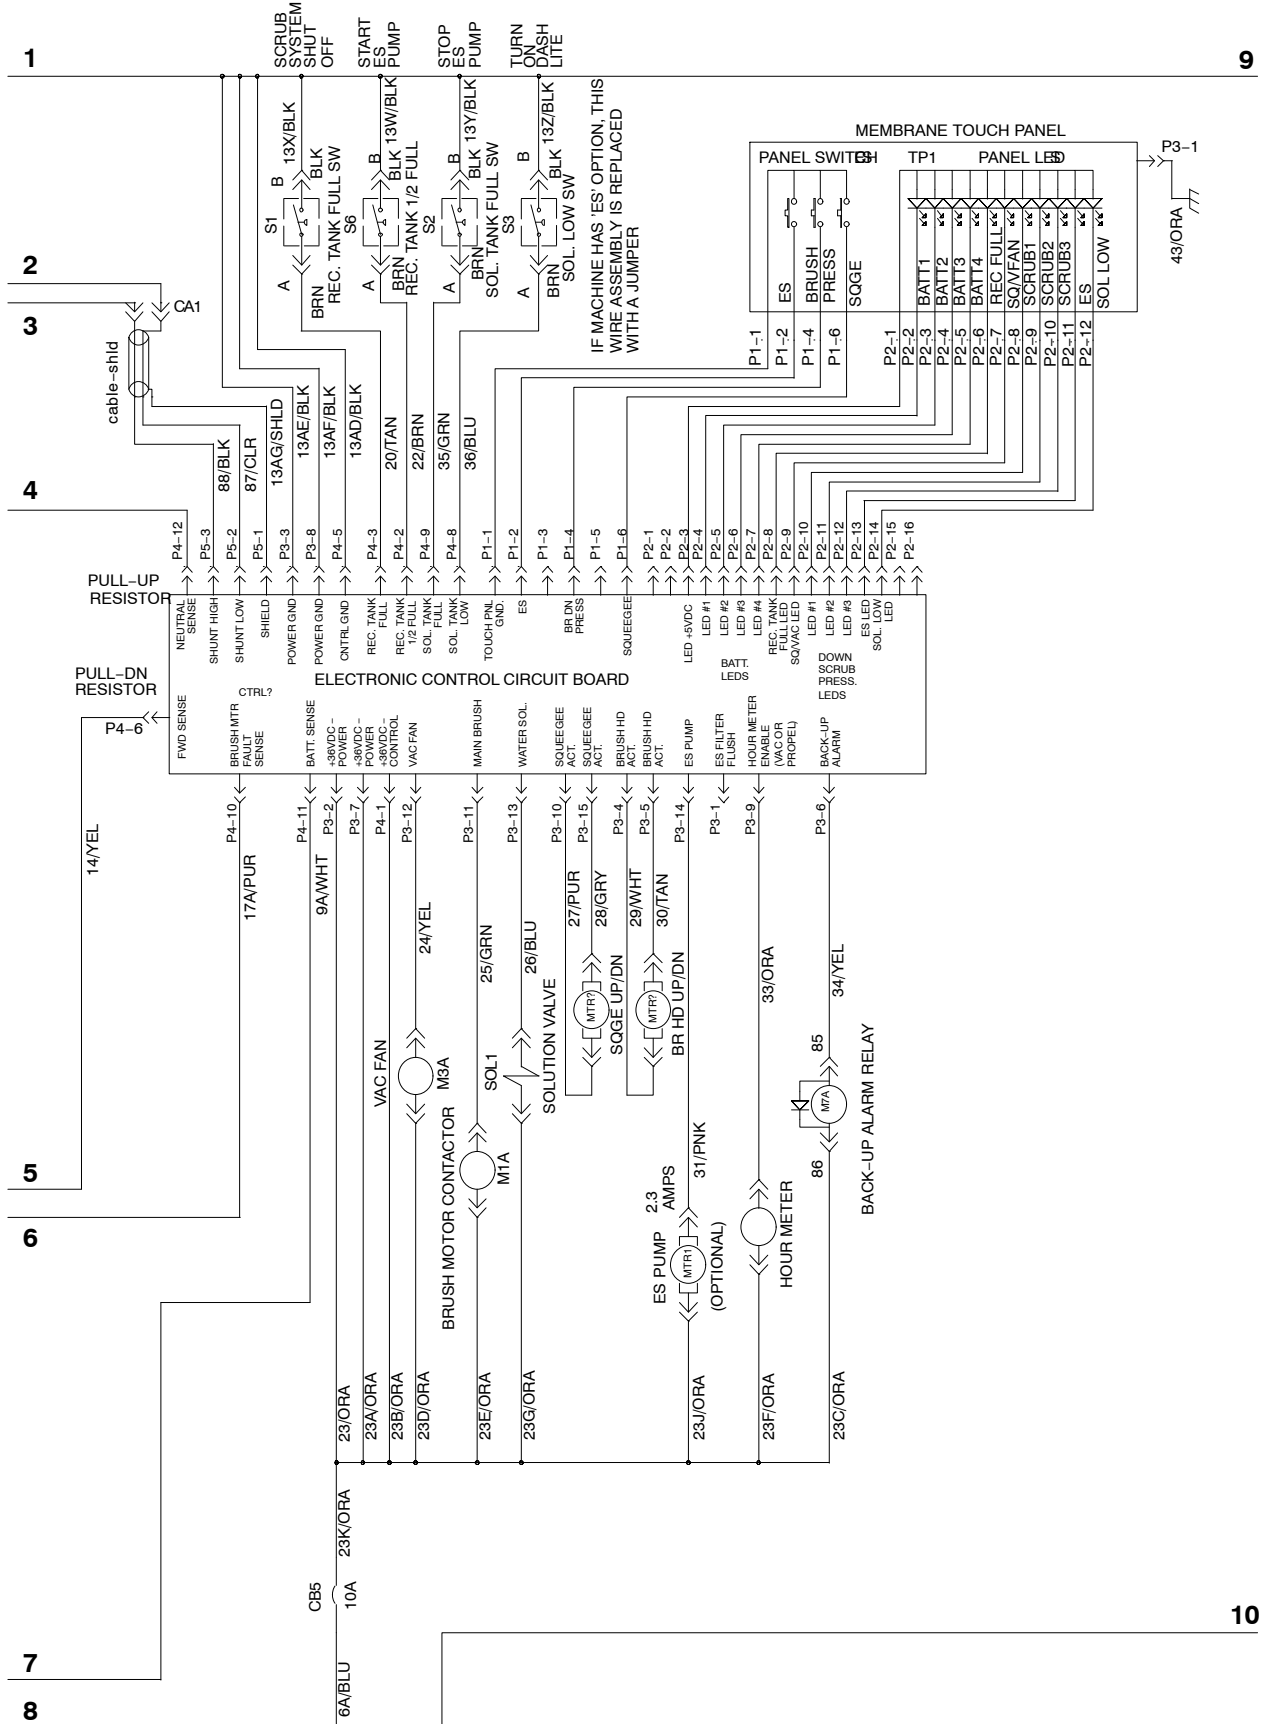 1
SCRUB
SYSTEM
SHUT
OFF
START
ES
PUMP
STOP
ES
PUMP
TURN
ON
DASH
LITE
9
13X/BLK
13W/BLK
13Y/BLK
13Z/BLK
B
BLK
B
BLK
B
BLK
B
BLK
S1
REC. TANK FULL SW
S6
REC. TANK 1/2 FULL
S2
SOL. TANK FULL SW
S3
SOL. LOW SW
A
BRN
A
BRN
A
BRN
A
BRN
IF MACHINE HAS 'ES' OPTION, THIS
WIRE ASSEMBLY IS REPLACED
WITH A JUMPER
MEMBRANE TOUCH PANEL
PANEL SWITCH
ES
TP1
PANEL LED
S
P3-1
43/ORA
ES
BRUSH
PRESS
SQGE
BATT1
BATT2
BATT3
BATT4
REC FULL
SQ/VFAN
SCRUB1
SCRUB2
SCRUB3
ES
SOL LOW
P1-1
P1-2
P1-4
P1-6
P2-1
P2-2
P2-3
P2-4
P2-5
P2-6
P2-7
P2-8
P2-9
P2-10
P2-11
P2-12
2
3
CA1
cable-shld
88/BLK
87/CLR
13AG/SHLD
13AE/BLK
13AF/BLK
13AD/BLK
20/TAN
22/BRN
35/GRN
36/BLU
4
P4-12
P5-3
P5-2
P5-1
P3-3
P3-8
P4-5
P4-3
P4-2
P4-9
P4-8
P1-1
P1-2
P1-3
P1-4
P1-5
P1-6
P2-1
P2-2
P2-3
P2-4
P2-5
P2-6
P2-7
P2-8
P2-9
P2-10
P2-11
P2-12
P2-13
P2-14
P2-15
P2-16
PULL-UP
RESISTOR
NEUTRAL
SENSE
SHUNT HIGH
SHUNT LOW
SHIELD
POWER GND
POWER GND
CNTRL GND
REC. TANK
FULL
REC. TANK
1/2 FULL
SOL. TANK
FULL
SOL. TANK
LOW
TOUCH PNL
GND.
ES
BR DN
PRESS
SQUEEGEE
LED +5VDC
LED #1
LED #2
LED #3
LED #4
REC. TANK
FULL LED
SQ/VAC LED
LED #1
LED #2
LED #3
ES LED
SOL. LOW
LED
BATT.
LEDS
DOWN
SCRUB
PRESS.
LEDS
PULL-DN
RESISTOR
P4-6
CTRL?
ELECTRONIC CONTROL CIRCUIT BOARD
FWD SENSE
BRUSH MTR
FAULT
SENSE
BATT. SENSE
+36VDC -
POWER
+36VDC -
POWER
+36VDC -
CONTROL
VAC FAN
MAIN BRUSH
WATER SOL.
SQUEEGEE
ACT.
SQUEEGEE
ACT.
BRUSH HD
ACT.
BRUSH HD
ACT.
ES PUMP
ES FILTER
FLUSH
HOUR METER
ENABLE
(VAC OR
PROPEL)
BACK-UP
ALARM
P4-10
P4-11
P3-2
P3-7
P4-1
P3-12
P3-11
P3-13
P3-10
P3-15
P3-4
P3-5
P3-14
P3-1
P3-9
P3-6
14/YEL
17A/PUR
9A/WHT
24/YEL
25/GRN
26/BLU
27/PUR
28/GRY
29/WHT
30/TAN
31/PNK
33/ORA
34/YEL
VAC FAN
M3A
BRUSH MOTOR CONTACTOR
M1A
SOL1
SOLUTION VALVE
MTR?
SQGE UP/DN
MTR?
BR HD UP/DN
2.3
AMPS
ES PUMP
MTR1
(OPTIONAL)
HOUR METER
85
M7A
86
BACK-UP ALARM RELAY
5
6
23/ORA
23A/ORA
23B/ORA
23D/ORA
23E/ORA
23G/ORA
23J/ORA
23F/ORA
23C/ORA
23K/ORA
CB5
10A
6A/BLU
10
7
8